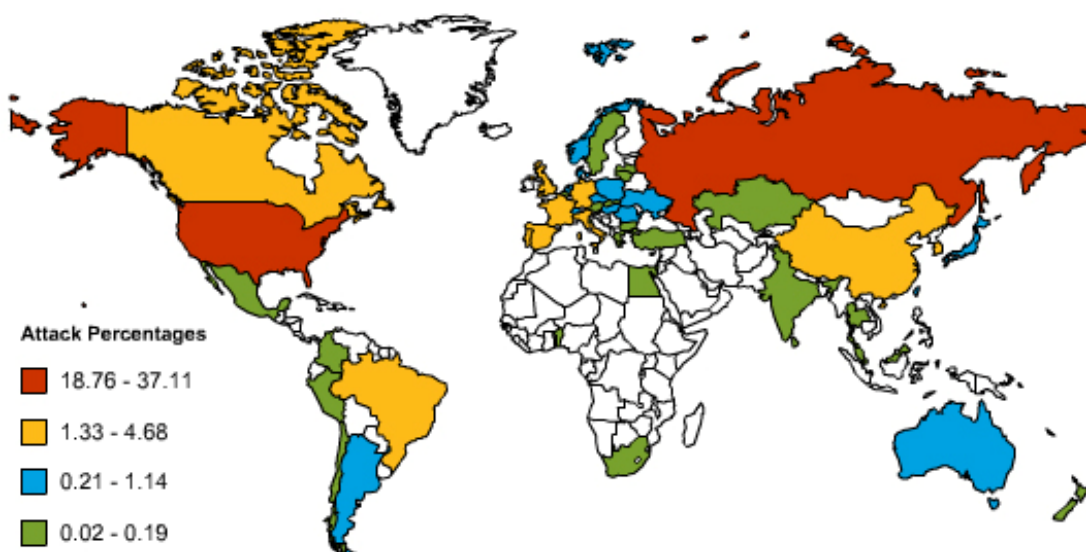 Attack Percentages
18.76 - 37.11
1.33 - 4.68
0.21 - 1.14
0.02 - 0.19